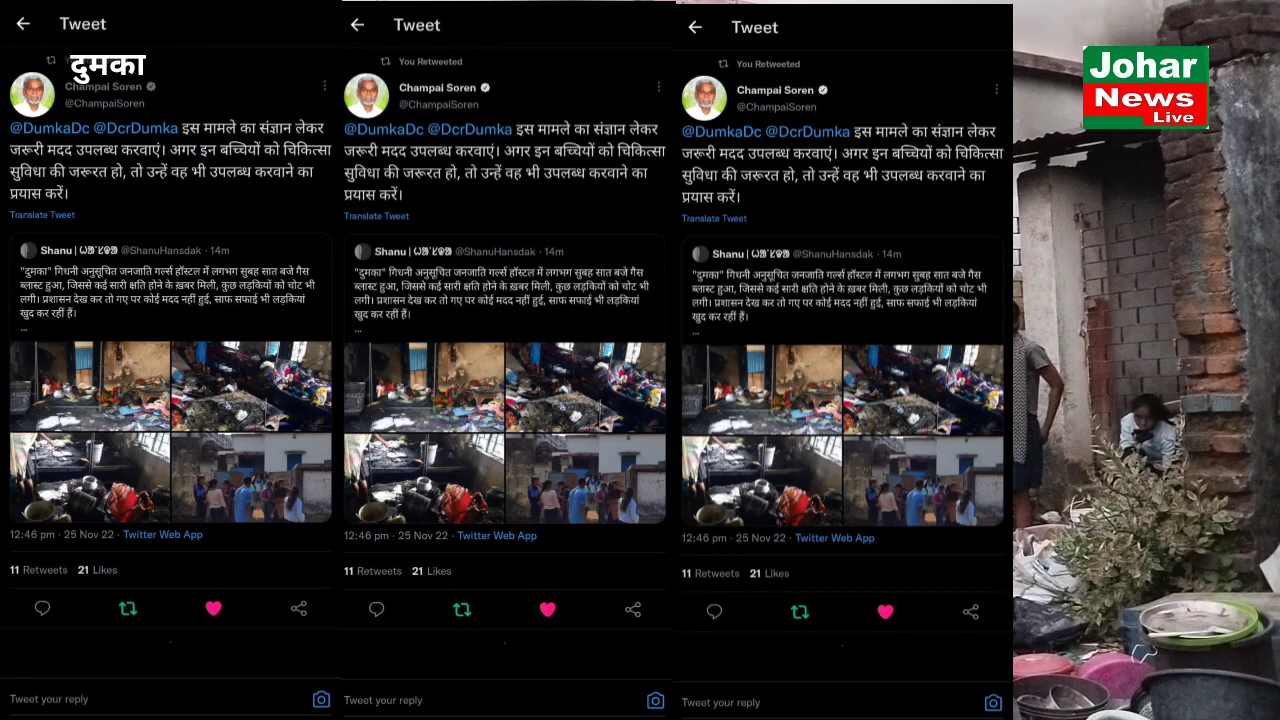 Tweet
You Retweeted
दुमका
Champai Soren
@ChampaiSoren
@DumkaDc @DcrDumka इस मामले का संज्ञान लेकर
जरूरी मदद उपलब्ध करवाएं। अगर इन बच्चियों को चिकित्सा
सुविधा की जरूरत हो, तो उन्हें वह भी उपलब्ध करवाने का
प्रयास करें।
Translate Tweet
Shanu | @ShanuHansdak · 14m
"दुमका" गिधनी अनुसूचित जनजाति गर्ल्स हॉस्टल में लगभग सुबह सात बजे गैस
ब्लास्ट हुआ, जिससे कई सारी क्षति होने के ख़बर मिली, कुछ लड़कियों को चोट भी
लगी। प्रशासन देख कर तो गए पर कोई मदद नहीं हुई, साफ सफाई भी लड़कियां
खुद कर रहीं हैं।
...
12:46 pm · 25 Nov 22 · Twitter Web App
11 Retweets 21 Likes
Tweet your reply
Tweet
You Retweeted
Champai Soren
@ChampaiSoren
@DumkaDc @DcrDumka इस मामले का संज्ञान लेकर
जरूरी मदद उपलब्ध करवाएं। अगर इन बच्चियों को चिकित्सा
सुविधा की जरूरत हो, तो उन्हें वह भी उपलब्ध करवाने का
प्रयास करें।
Translate Tweet
Shanu | @ShanuHansdak · 14m
"दुमका" गिधनी अनुसूचित जनजाति गर्ल्स हॉस्टल में लगभग सुबह सात बजे गैस
ब्लास्ट हुआ, जिससे कई सारी क्षति होने के ख़बर मिली, कुछ लड़कियों को चोट भी
लगी। प्रशासन देख कर तो गए पर कोई मदद नहीं हुई, साफ सफाई भी लड़कियां
खुद कर रहीं हैं।
...
12:46 pm · 25 Nov 22 · Twitter Web App
11 Retweets 21 Likes
Tweet your reply
Tweet
You Retweeted
Champai Soren
@ChampaiSoren
@DumkaDc @DcrDumka इस मामले का संज्ञान लेकर
जरूरी मदद उपलब्ध करवाएं। अगर इन बच्चियों को चिकित्सा
सुविधा की जरूरत हो, तो उन्हें वह भी उपलब्ध करवाने का
प्रयास करें।
Translate Tweet
Shanu | @ShanuHansdak · 14m
"दुमका" गिधनी अनुसूचित जनजाति गर्ल्स हॉस्टल में लगभग सुबह सात बजे गैस
ब्लास्ट हुआ, जिससे कई सारी क्षति होने के ख़बर मिली, कुछ लड़कियों को चोट भी
लगी। प्रशासन देख कर तो गए पर कोई मदद नहीं हुई, साफ सफाई भी लड़कियां
खुद कर रहीं हैं।
...
12:46 pm · 25 Nov 22 · Twitter Web App
11 Retweets 21 Likes
Tweet your reply
Johar
News
Live